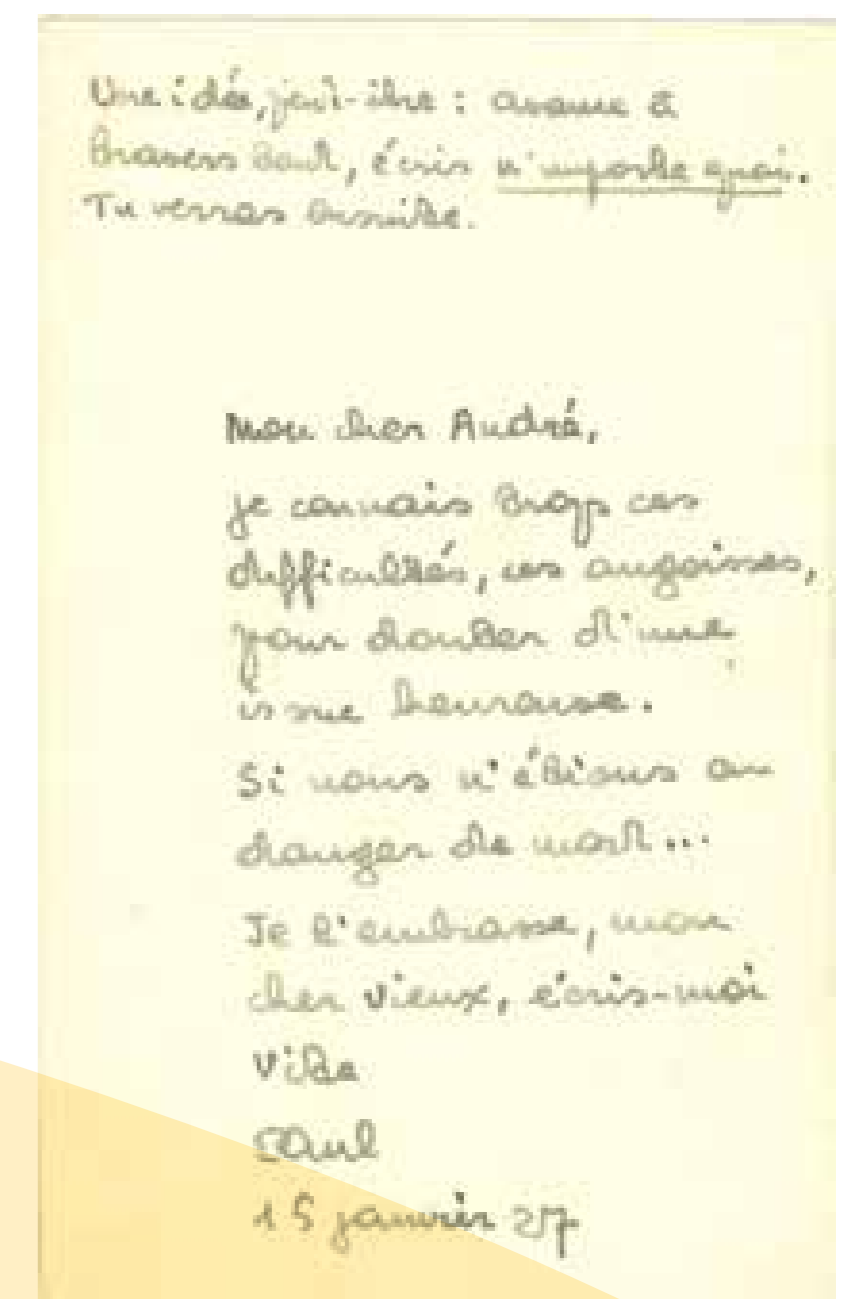 Une idée, peut-être : avance à
travers tout, écris n'importe quoi.
Tu verras ensuite.
Mon cher André,
je connais trop ces
difficultés, ces angoisses,
pour douter d'une
issue heureuse.
Si nous n'étions en
danger de mort...
Je t'embrasse, mon
cher vieux, écris-moi
vite
Paul
15 janvier 27